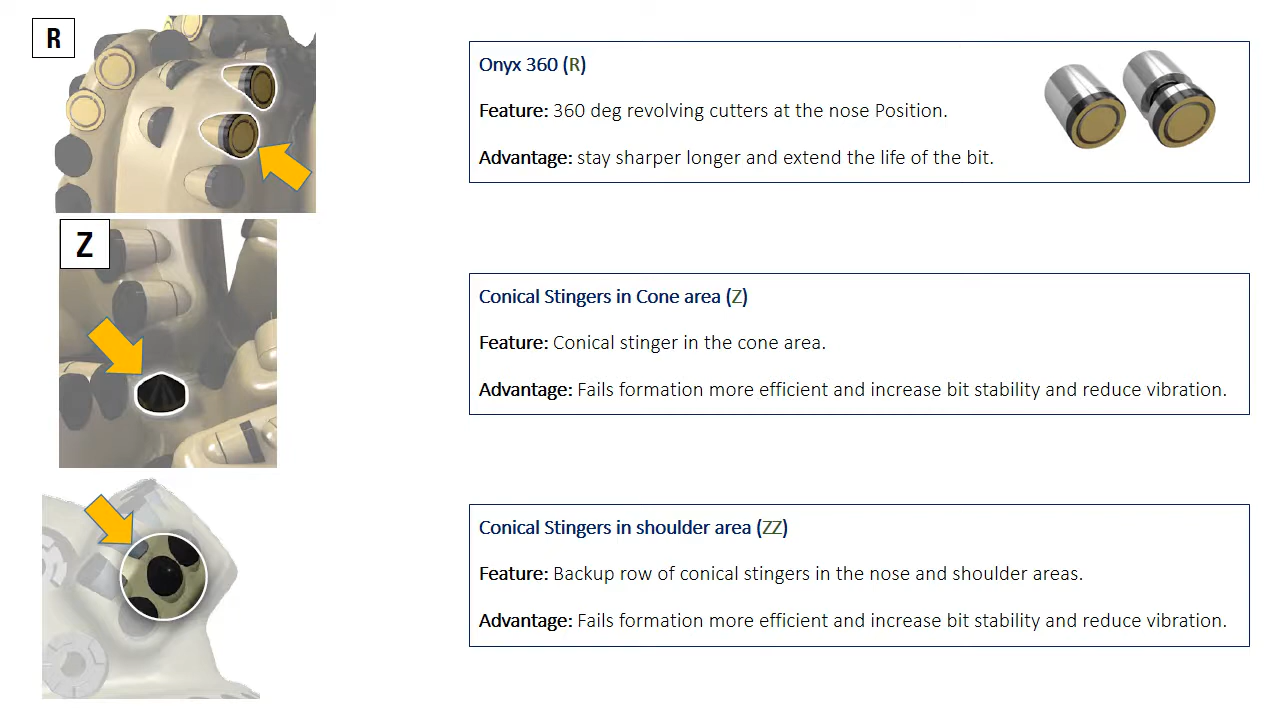 R
Onyx 360 (R)
Feature: 360 deg revolving cutters at the nose Position.
Advantage: stay sharper longer and extend the life of the bit.
Z
Conical Stingers in Cone area (Z)
Feature: Conical stinger in the cone area.
Advantage: Fails formation more efficient and increase bit stability and reduce vibration.
Conical Stingers in shoulder area (ZZ)
Feature: Backup row of conical stingers in the nose and shoulder areas.
Advantage: Fails formation more efficient and increase bit stability and reduce vibration.